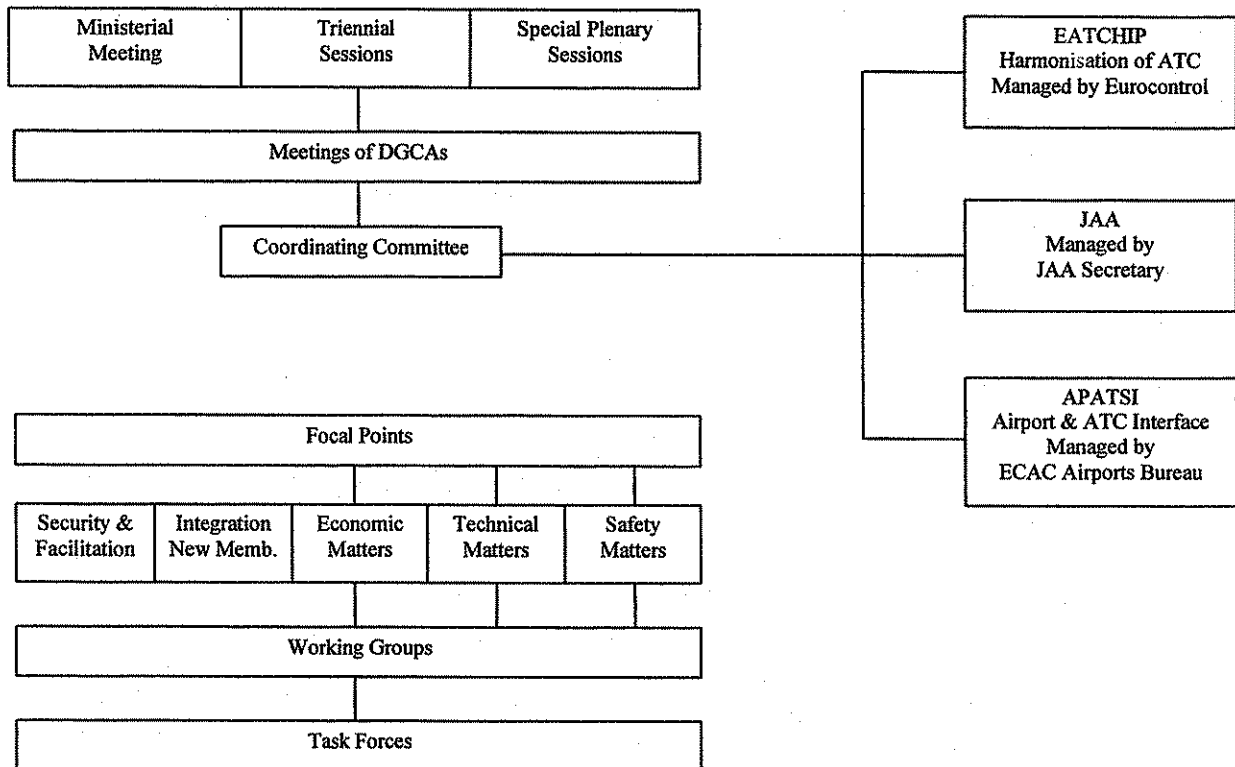 Ministerial
Meeting
Triennial
Sessions
Special Plenary
Sessions
Meetings of DGCAs
Coordinating Committee
EATCHIP
Harmonisation of ATC
Managed by Eurocontrol
JAA
Managed by
JAA Secretary
APATSI
Airport & ATC Interface
Managed by
ECAC Airports Bureau
Focal Points
Security &
Facilitation
Integration
New Memb.
Economic
Matters
Technical
Matters
Safety
Matters
Working Groups
Task Forces